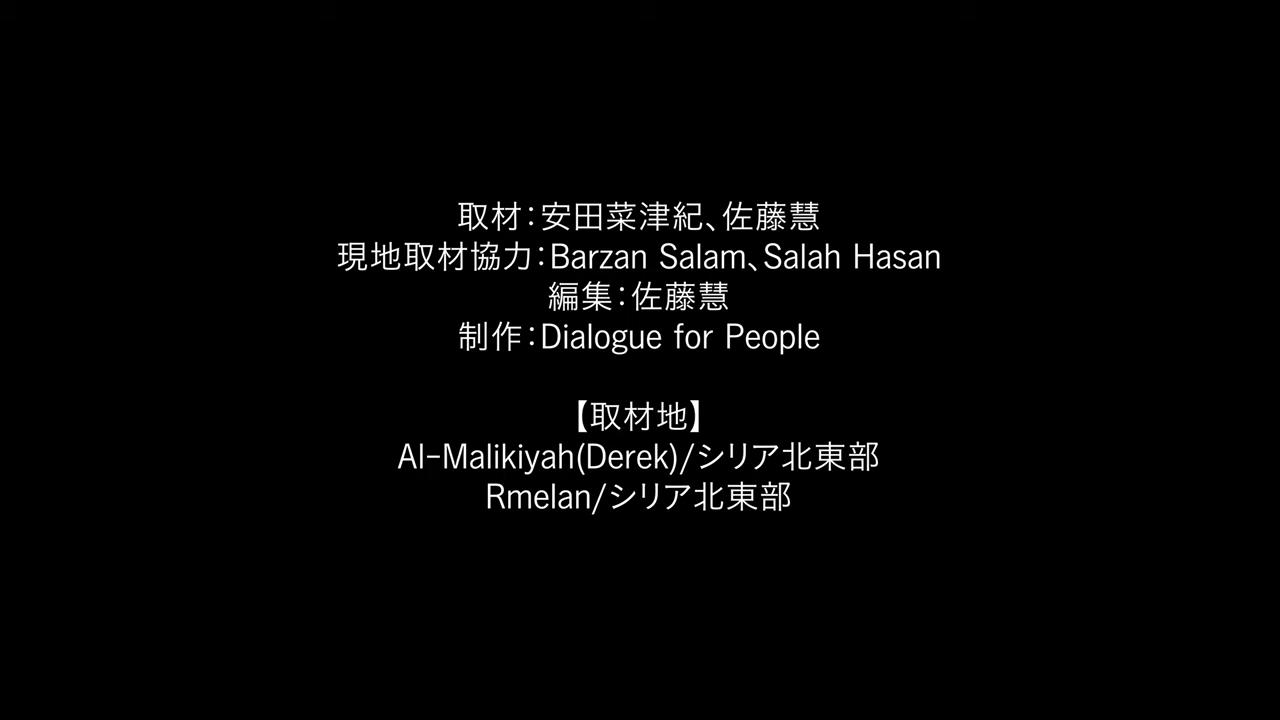 取材：安田菜津紀、佐藤慧
現地取材協力：Barzan Salam、Salah Hasan
編集：佐藤慧
制作：Dialogue for People
【取材地】
Al-Malikiyah(Derek)/シリア北東部
Rmelan/シリア北東部